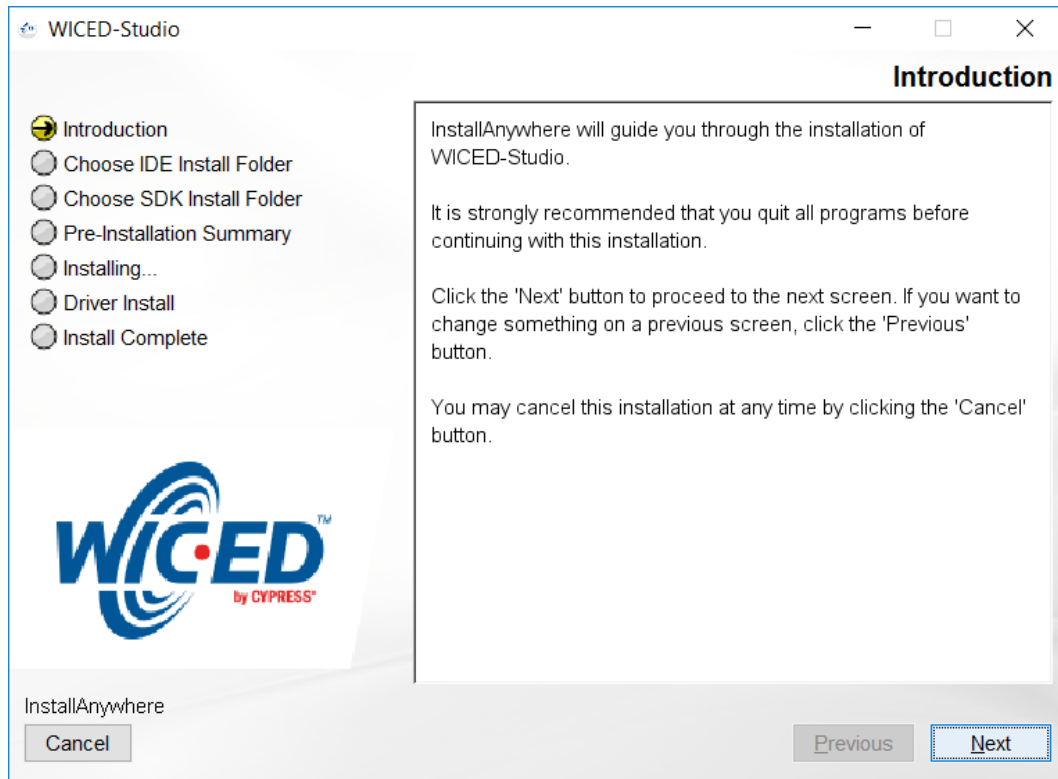 WICED-Studio
Introduction
Introduction
Choose IDE Install Folder
Choose SDK Install Folder
Pre-Installation Summary
Installing...
Driver Install
Install Complete
InstallAnywhere will guide you through the installation of
WICED-Studio.
It is strongly recommended that you quit all programs before
continuing with this installation.
Click the 'Next' button to proceed to the next screen. If you want to
change something on a previous screen, click the 'Previous'
button.
You may cancel this installation at any time by clicking the 'Cancel'
button.
WICED™
by CYPRESS®
InstallAnywhere
Cancel
Previous
Next